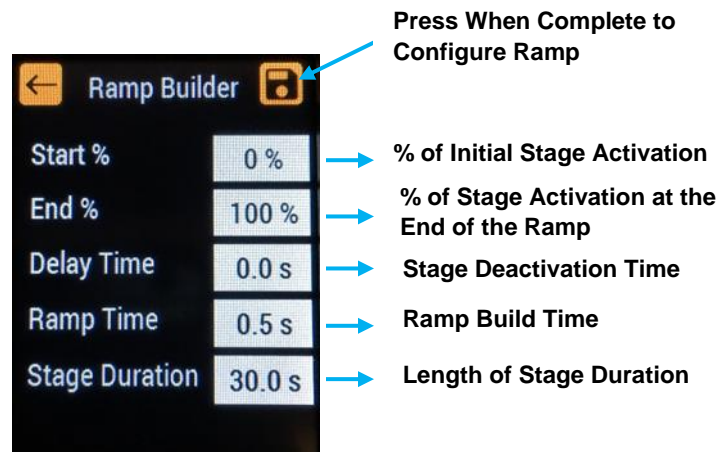 Press When Complete to
Configure Ramp
Ramp Builder
Start %
0 %
% of Initial Stage Activation
End %
100 %
% of Stage Activation at the
End of the Ramp
Delay Time
0.0 s
Stage Deactivation Time
Ramp Time
0.5 s
Ramp Build Time
Stage Duration
30.0 s
Length of Stage Duration